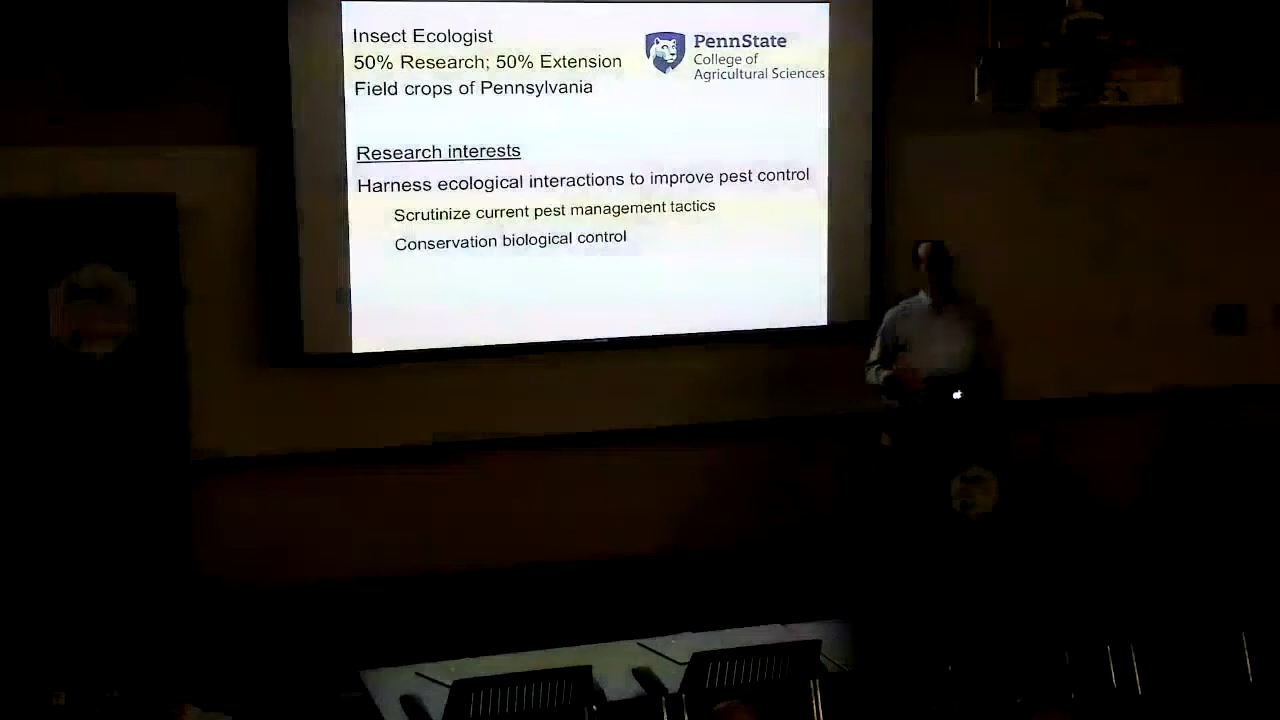 Insect Ecologist
50% Research; 50% Extension
Field crops of Pennsylvania
PennState
College of
Agricultural Sciences
Research interests
Harness ecological interactions to improve pest control
Scrutinize current pest management tactics
Conservation biological control